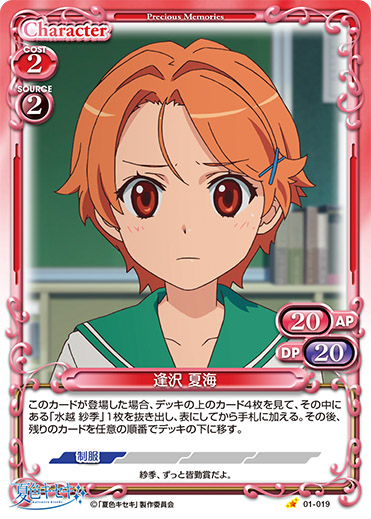 Precious Memories
Character
COST
2
SOURCE
2
20 AP
DP 20
逢沢 夏海
このカードが登場した場合、デッキの上のカード4枚を見て、その中に
ある「水越 紗季」1枚を抜き出し、表にしてから手札に加える。その後、
残りのカードを任意の順番でデッキの下に移す。
制服
紗季、ずっと皆勤賞だよ。
夏色キセキ
©「夏色キセキ」製作委員会
01-019